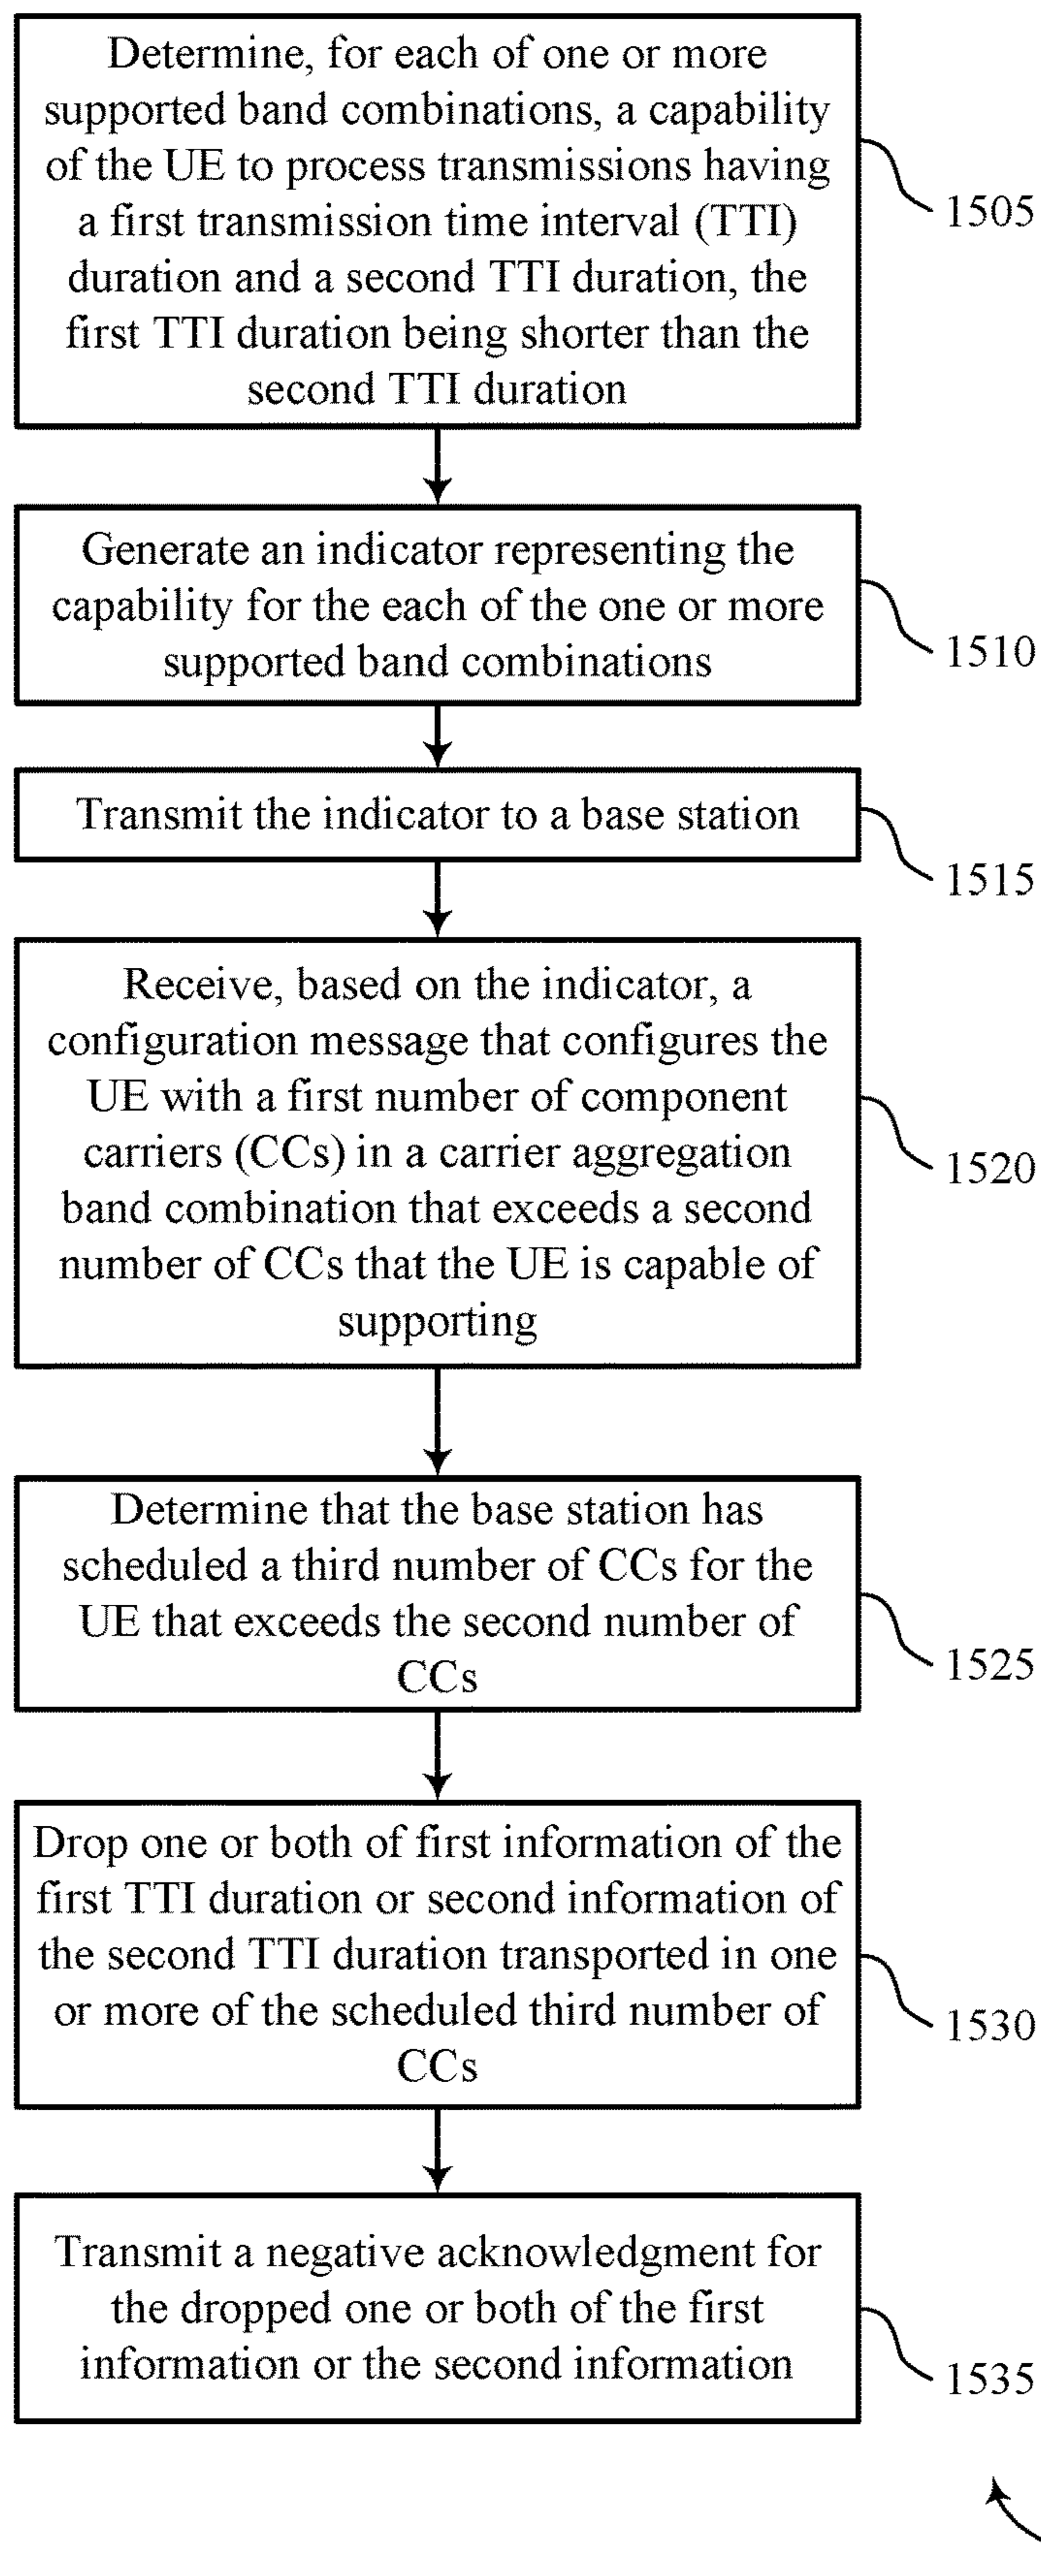 Determine, for each of one or more
supported band combinations, a capability
of the UE to process transmissions having
a first transmission time interval (TTI)
duration and a second TTI duration, the
first TTI duration being shorter than the
second TTI duration
1505
Generate an indicator representing the
capability for the each of the one or more
supported band combinations
1510
Transmit the indicator to a base station
1515
Receive, based on the indicator, a
configuration message that configures the
UE with a first number of component
carriers (CCs) in a carrier aggregation
band combination that exceeds a second
number of CCs that the UE is capable of
supporting
1520
Determine that the base station has
scheduled a third number of CCs for the
UE that exceeds the second number of
CCs
1525
Drop one or both of first information of the
first TTI duration or second information of
the second TTI duration transported in one
or more of the scheduled third number of
CCs
1530
Transmit a negative acknowledgment for
the dropped one or both of the first
information or the second information
1535